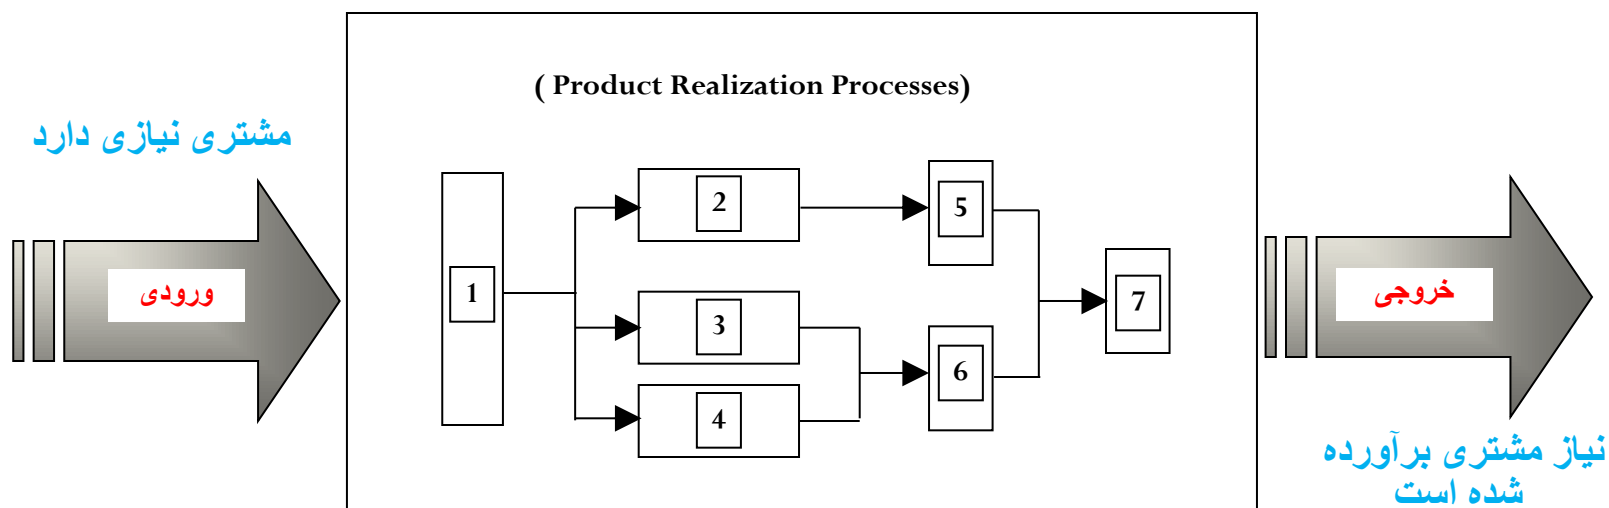 ( Product Realization Processes)
مشتری نیازی دارد
ورودی
1
2
3
4
5
6
7
خروجی
نیاز مشتری برآورده
شده است